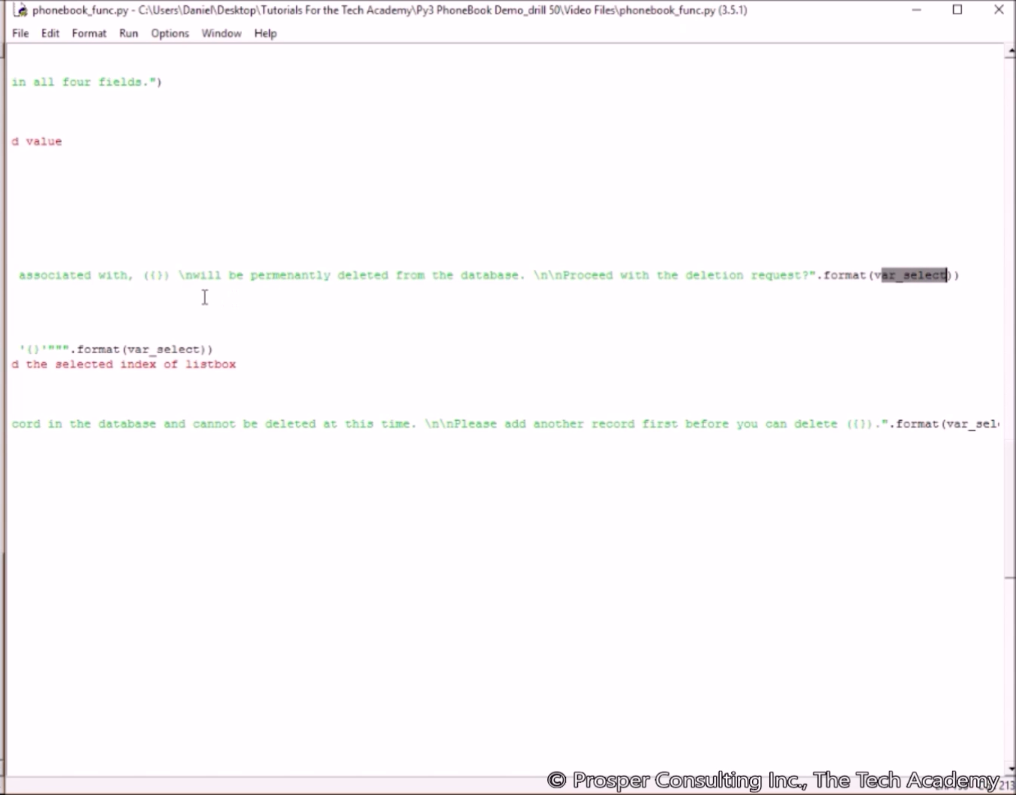 phonebook_func.py - C:\Users\Daniel\Desktop\Tutorials For the Tech Academy\Py3 PhoneBook Demo_drill 50\Video Files\phonebook_func.py (3.5.1)
File Edit Format Run Options Window Help
in all four fields.")
d value
associated with, ({}) \nwill be permenantly deleted from the database. \n\nProceed with the deletion request?".format(var_select))
'{}'""".format(var_select))
d the selected index of listbox
cord in the database and cannot be deleted at this time. \n\nPlease add another record first before you can delete ({}).".format(var_sel
© Prosper Consulting Inc., The Tech Academy
213